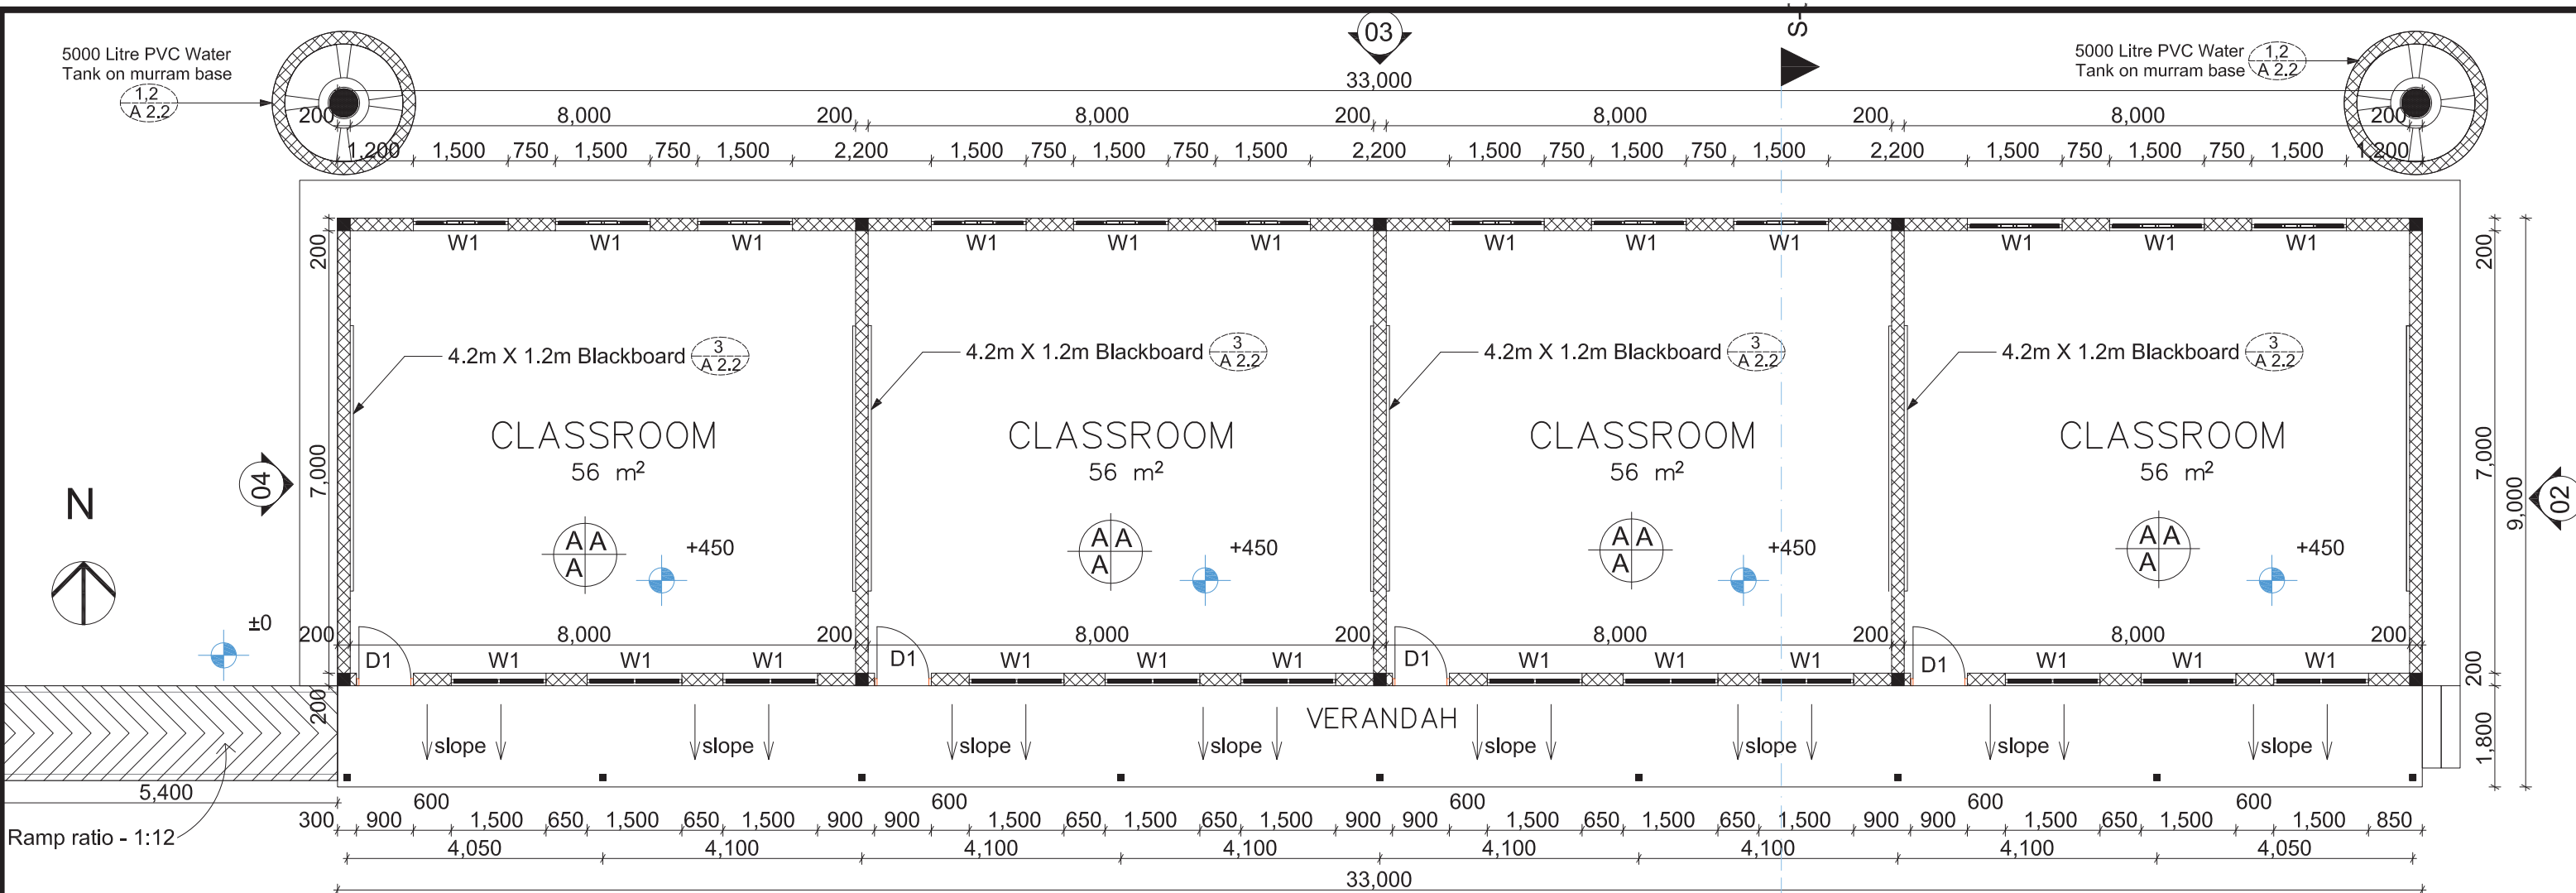 5000 Litre PVC Water
Tank on murram base
1,2
A 2.2
03
5000 Litre PVC Water
Tank on murram base
1,2
A 2.2
33,000
200 8,000 200 8,000 200 8,000 200 8,000 200
1,200 1,500 750 1,500 750 1,500 2,200 1,500 750 1,500 750 1,500 2,200 1,500 750 1,500 750 1,500 2,200 1,500 750 1,500 750 1,500 1,200
W1 W1 W1 W1 W1 W1 W1 W1 W1 W1 W1 W1
200
200
4.2m X 1.2m Blackboard 3 A 2.2
4.2m X 1.2m Blackboard 3 A 2.2
4.2m X 1.2m Blackboard 3 A 2.2
4.2m X 1.2m Blackboard 3 A 2.2
CLASSROOM
56 m²
CLASSROOM
56 m²
CLASSROOM
56 m²
CLASSROOM
56 m²
04
7,000
7,000
9,000
02
N
A A
A
+450
A A
A
+450
A A
A
+450
A A
A
+450
±0
200 8,000 200 8,000 200 8,000 200 8,000 200
D1 W1 W1 W1 D1 W1 W1 W1 D1 W1 W1 W1 D1 W1 W1 W1
200
200
VERANDAH
slope slope slope slope slope slope slope slope
1,800
5,400
Ramp ratio - 1:12
600 600 600 600 600
300 900 1,500 650 1,500 650 1,500 900 900 1,500 650 1,500 650 1,500 900 900 1,500 650 1,500 650 1,500 900 900 1,500 650 1,500 1,500 850
4,050 4,100 4,100 4,100 4,100 4,100 4,100 4,050
33,000